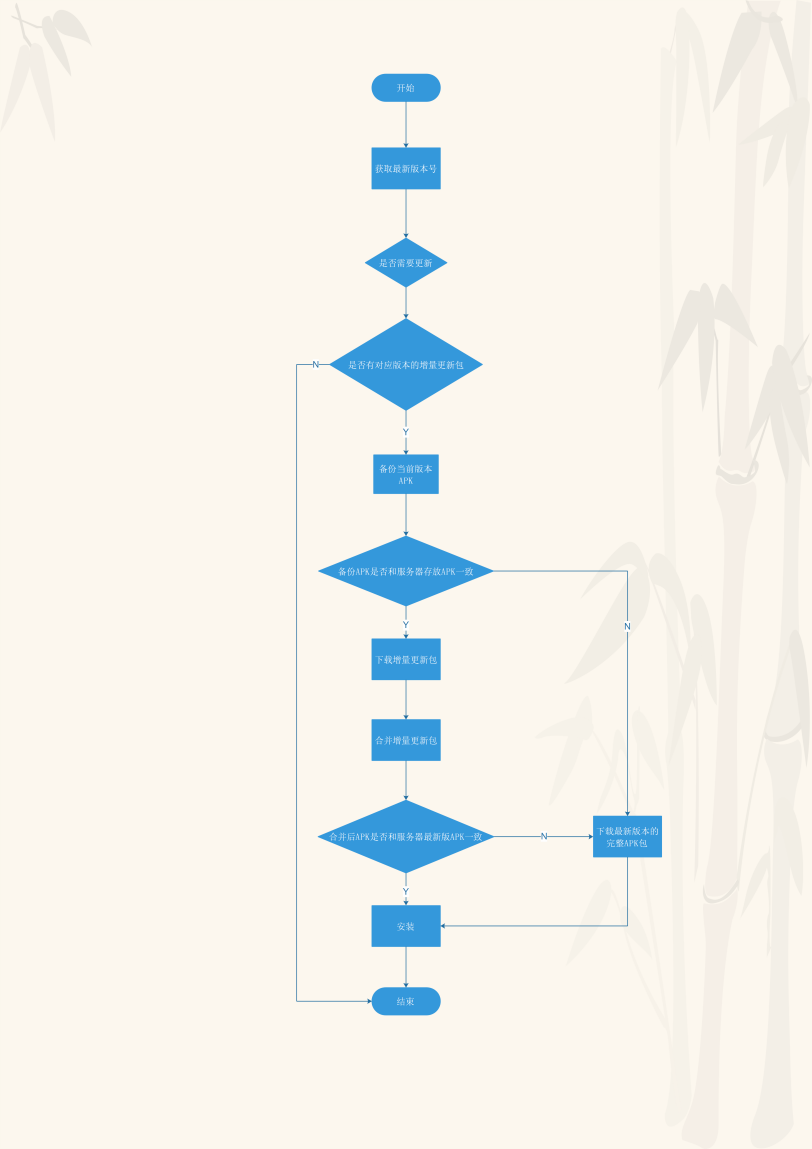 开始
获取最新版本号
是否需要更新
N
是否有对应版本的增量更新包
Y
备份当前版本
APK
备份APK是否和服务器存放APK一致
N
Y
下载增量更新包
合并增量更新包
合并后APK是否和服务器最新版APK一致
N
下载最新版本的
完整APK包
Y
安装
结束